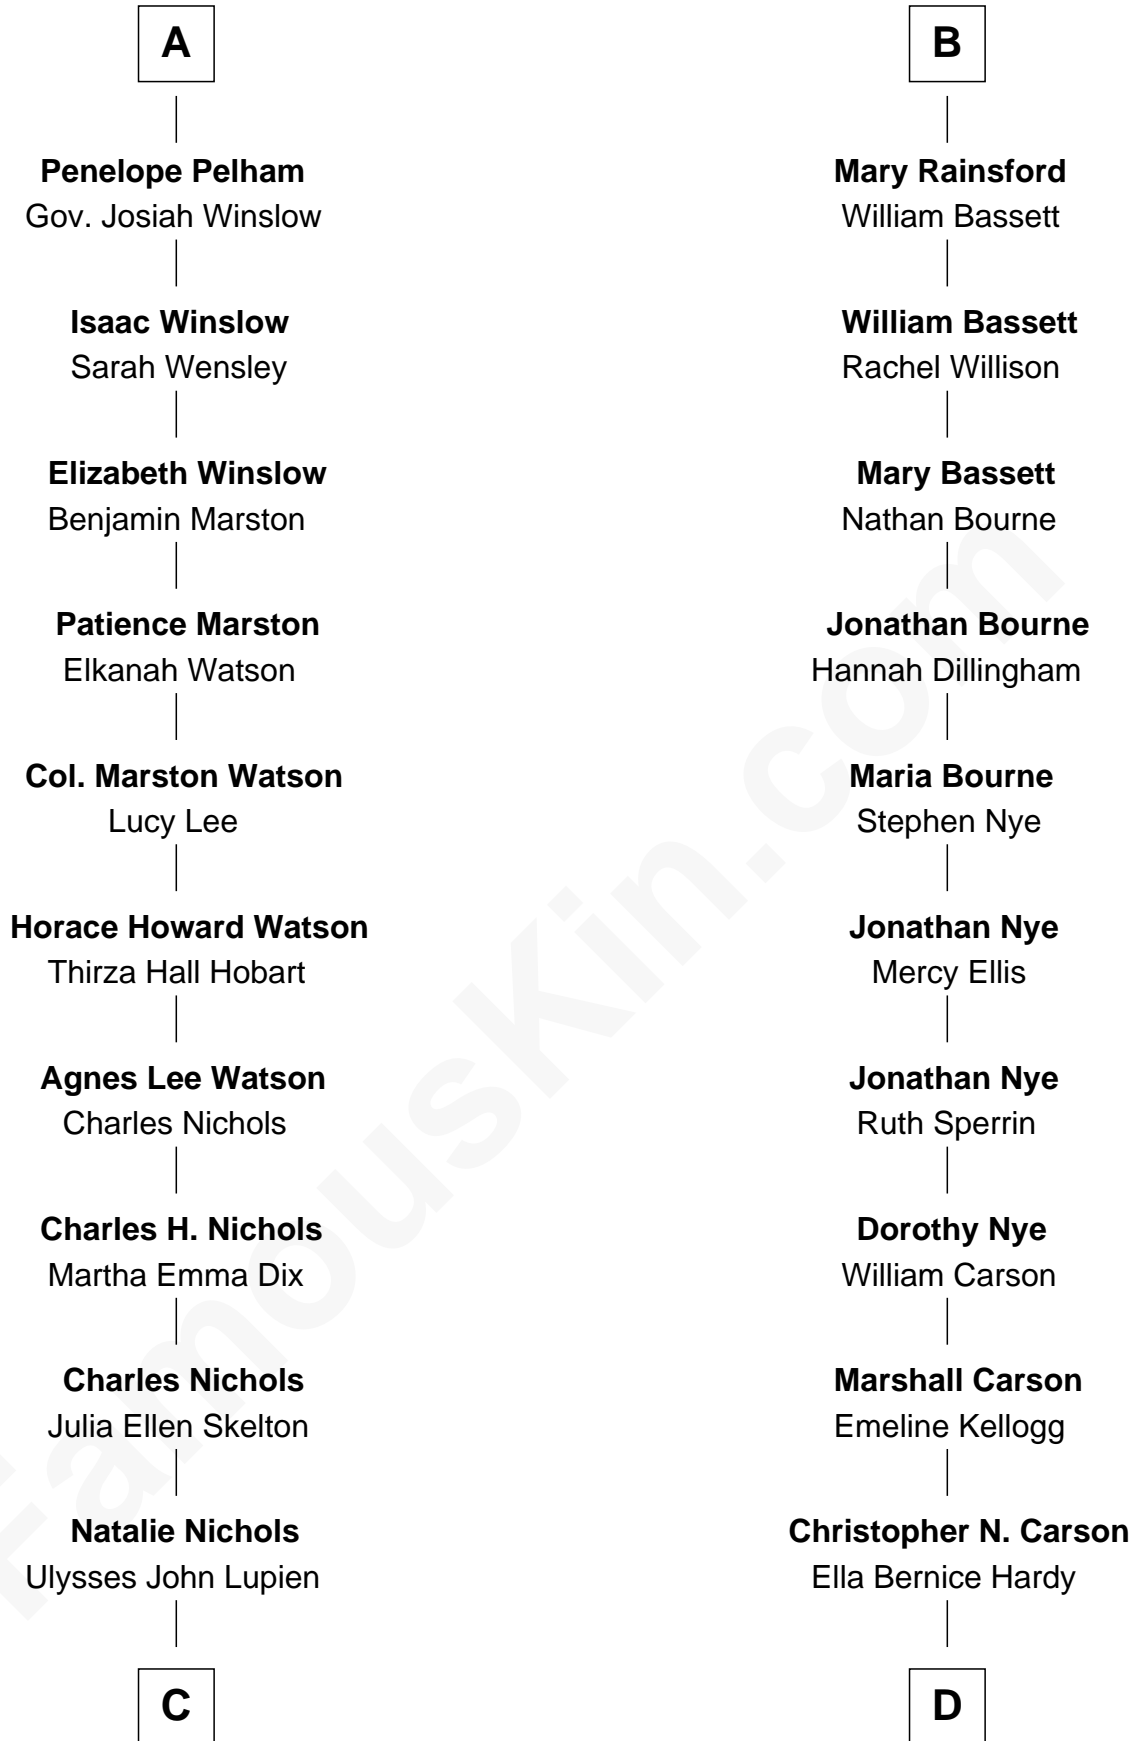 A
Penelope Pelham
Gov. Josiah Winslow
Isaac Winslow
Sarah Wensley
Elizabeth Winslow
Benjamin Marston
Patience Marston
Elkanah Watson
Col. Marston Watson
Lucy Lee
Horace Howard Watson
Thirza Hall Hobart
Agnes Lee Watson
Charles Nichols
Charles H. Nichols
Martha Emma Dix
Charles Nichols
Julia Ellen Skelton
Natalie Nichols
Ulysses John Lupien
C
B
Mary Rainsford
William Bassett
William Bassett
Rachel Willison
Mary Bassett
Nathan Bourne
Jonathan Bourne
Hannah Dillingham
Maria Bourne
Stephen Nye
Jonathan Nye
Mercy Ellis
Jonathan Nye
Ruth Sperrin
Dorothy Nye
William Carson
Marshall Carson
Emeline Kellogg
Christopher N. Carson
Ella Bernice Hardy
D
FamousKin.com